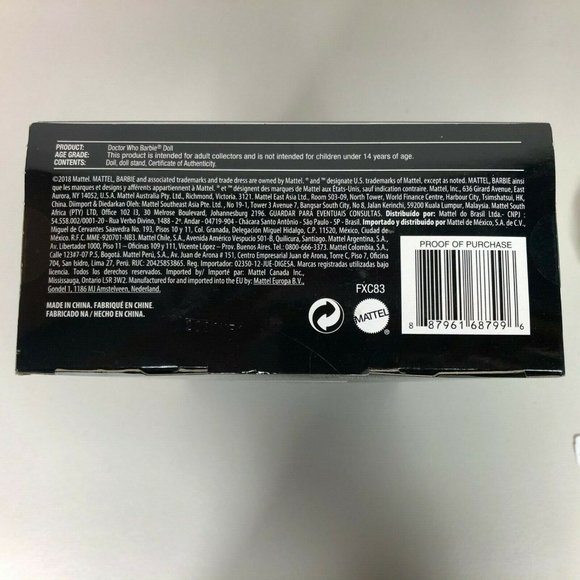 PRODUCT: Doctor Who Barbie® Doll
AGE GRADE: This product is intended for adult collectors and is not intended for children under 14 years of age.
CONTENTS: Doll, doll stand, Certificate of Authenticity.
©2018 Mattel. MATTEL, BARBIE and associated trademarks and trade dress are owned by Mattel. ® and ™ designate U.S. trademarks of Mattel, except as noted. MATTEL, BARBIE ainsi
que les marques et designs y afférents appartiennent à Mattel. ® et ™ désignent des marques de Mattel aux États-Unis, sauf indication contraire. Mattel, Inc., 636 Girard Avenue, East
Aurora, NY 14052, U.S.A. Mattel Australia Pty. Ltd., Richmond, Victoria. 3121. Mattel East Asia Ltd., Room 503-09, North Tower, World Finance Centre, Harbour City, Tsimshatsui, HK,
China. Diimport & Diedarkan Oleh: Mattel Southeast Asia Pte. Ltd., No 19-1, Tower 3 Avenue 7, Bangsar South City, No 8, Jalan Kerinchi, 59200 Kuala Lumpur, Malaysia. Mattel South
Africa (PTY) LTD, Office 102 I3, 30 Melrose Boulevard, Johannesburg 2196. GUARDAR PARA EVENTUAIS CONSULTAS. Distribuído por: Mattel do Brasil Ltda.- CNPJ :
54.558.002/0001-20 - Rua Verbo Divino, 1488 - 2º. Andar - 04719-904 - Chácara Santo Antônio - São Paulo - SP - Brasil. Importado y distribuido por Mattel de México, S.A. de C.V.,
Miguel de Cervantes Saavedra No. 193, Pisos 10 y 11, Col. Granada, Delegación Miguel Hidalgo, C.P. 11520, Ciudad de
México. R.F.C. MME-920701-NB3. Mattel Chile, S.A., Avenida Américo Vespucio 501-B, Quilicura, Santiago. Mattel Argentina, S.A.,
Av. Libertador 1000, Piso 11 – Oficinas 109 y 111, Vicente López – Prov. Buenos Aires. Tel.: 0800-666-3373. Mattel Colombia, S.A.,
Calle 123#7-07 P.5, Bogotá. Mattel Perú, S.A., Av. Juan de Arona # 151, Centro Empresarial Juan de Arona, Torre C, Piso 7, Oficina
704, San Isidro, Lima 27, Perú. RUC: 20425853865. Reg. Importador: 02350-12-JUE-DIGESA. Marcas registradas utilizadas bajo
licencia. Todos los derechos reservados. Imported by/ Importé par : Mattel Canada Inc.,
Mississauga, Ontario L5R 3W2. Manufactured for and imported into the EU by: Mattel Europa B.V.,
Gondel 1, 1186 MJ Amstelveen, Nederland.
MADE IN CHINA. FABRIQUÉ EN CHINE.
FABRICADO NA / HECHO EN CHINA.
FXC83
MATTEL
PROOF OF PURCHASE
8 87961 68799 6